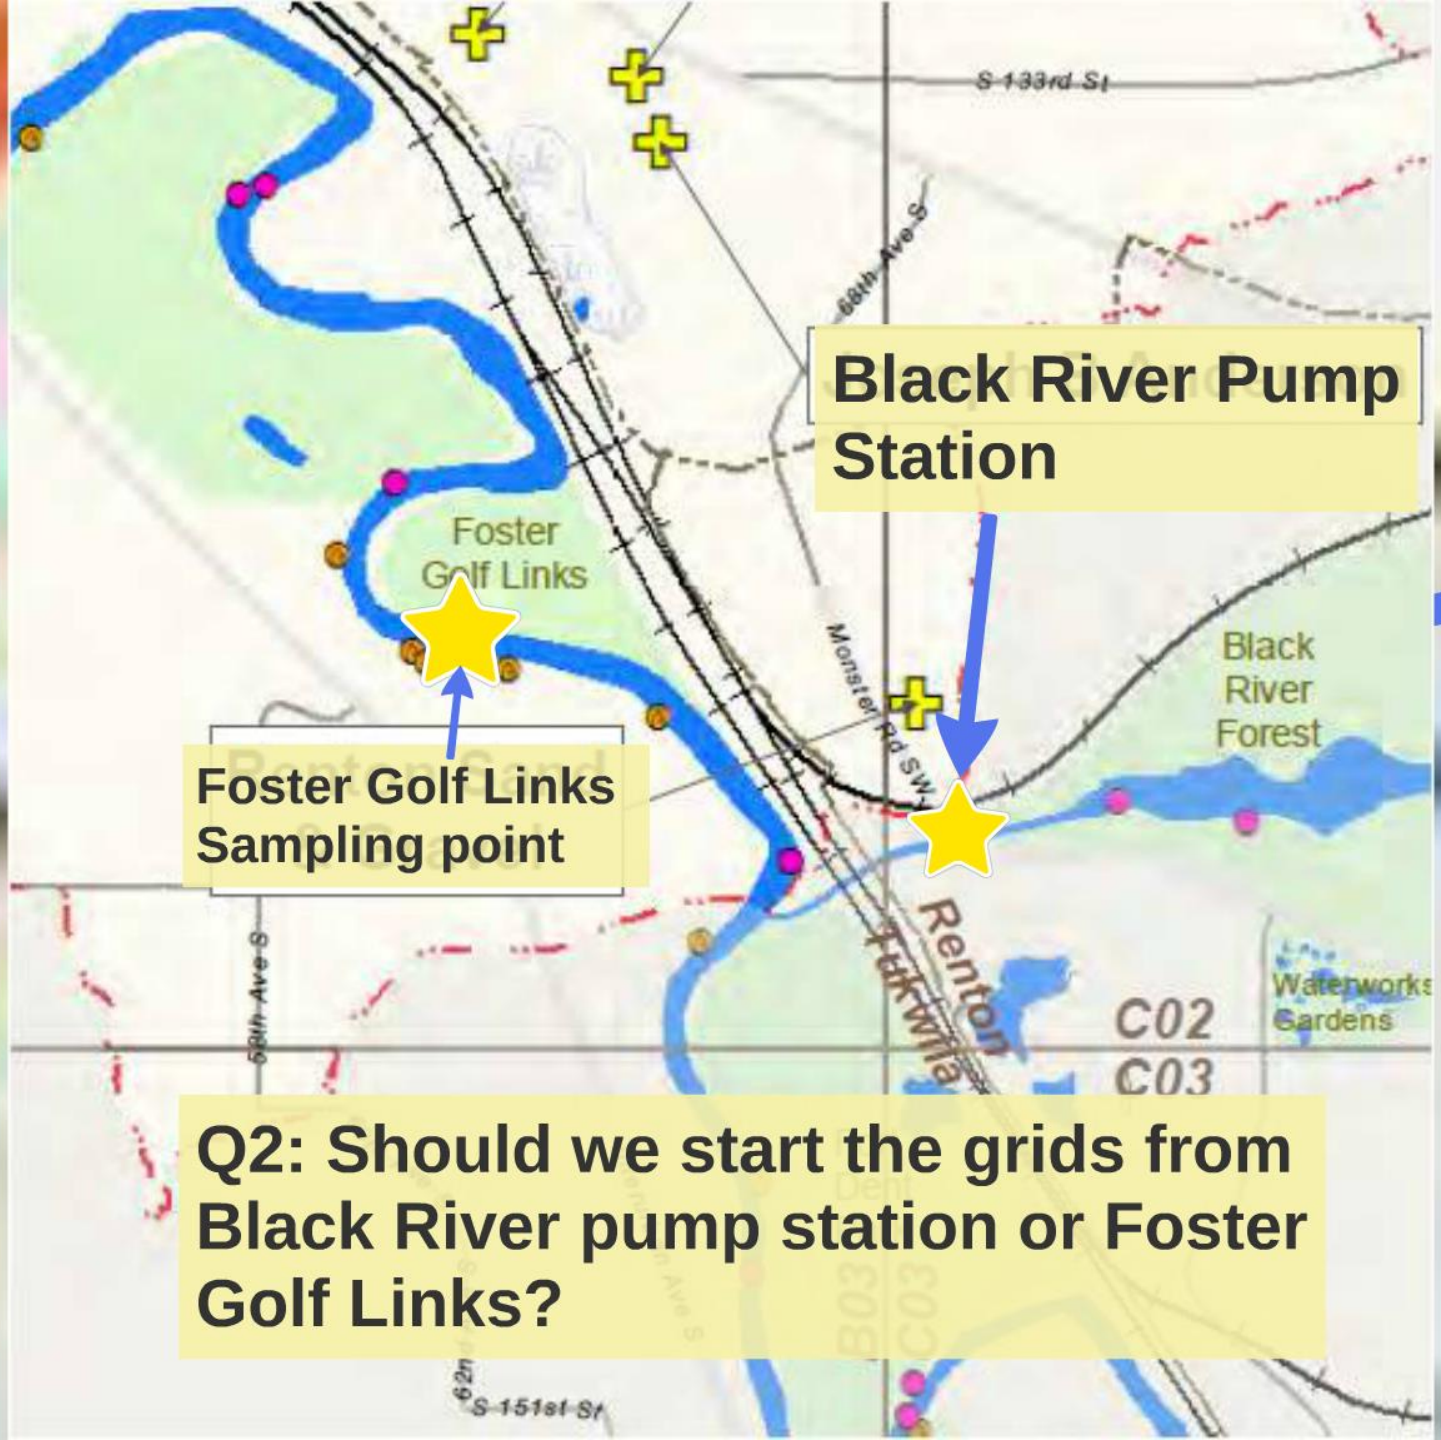 S 133rd St
68th Ave S
Black River Pump
Station
Foster
Golf Links
Monster Rd SW
Black
River
Forest
Foster Golf Links
Sampling point
58th Ave S
Renton
Tukwila
C02
C03
Waterworks
Gardens
Q2: Should we start the grids from
Black River pump station or Foster
Golf Links?
B03
C03
62n
S 151st St